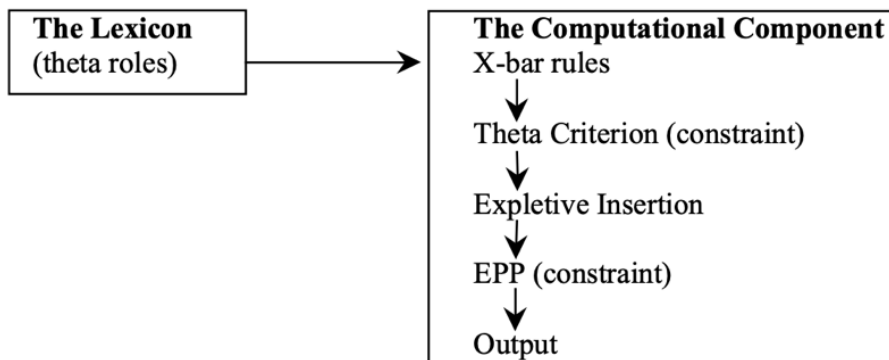 The Lexicon
(theta roles)
The Computational Component
X-bar rules
Theta Criterion (constraint)
Expletive Insertion
EPP (constraint)
Output